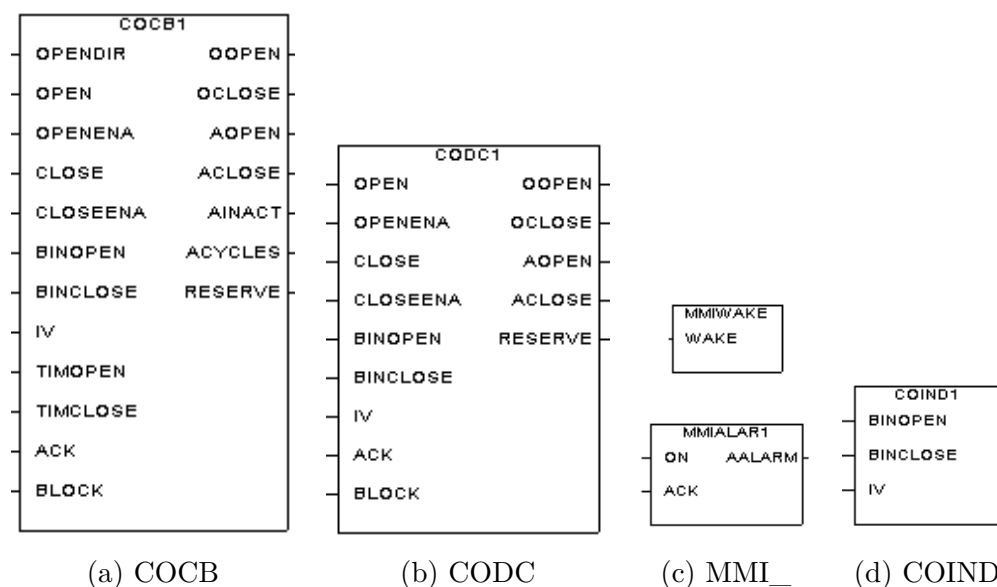 COCB1
OPENDIR OOPEN
OPEN OCLOSE
OPENENA AOPEN
CLOSE ACLOSE
CLOSEENA AINACT
BINOPEN ACYCLES
BINCLOSE RESERVE
IV
TIMOPEN
TIMCLOSE
ACK
BLOCK
(a) COCB
CODC1
OPEN OOPEN
OPENENA OCLOSE
CLOSE AOPEN
CLOSEENA ACLOSE
BINOPEN RESERVE
BINCLOSE
IV
ACK
BLOCK
(b) CODC
MMIWAKE
WAKE
MMIALAR1
ON AALARM
ACK
(c) MMI_
COIND1
BINOPEN
BINCLOSE
IV
(d) COIND